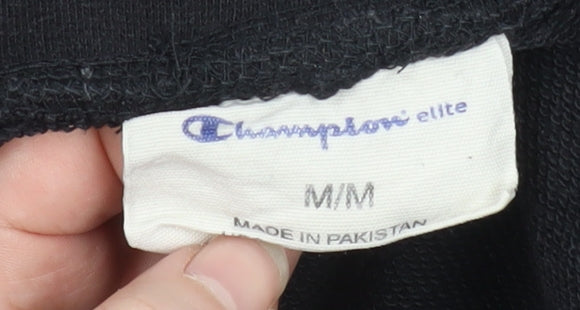 Champion elite
M/M
MADE IN PAKISTAN